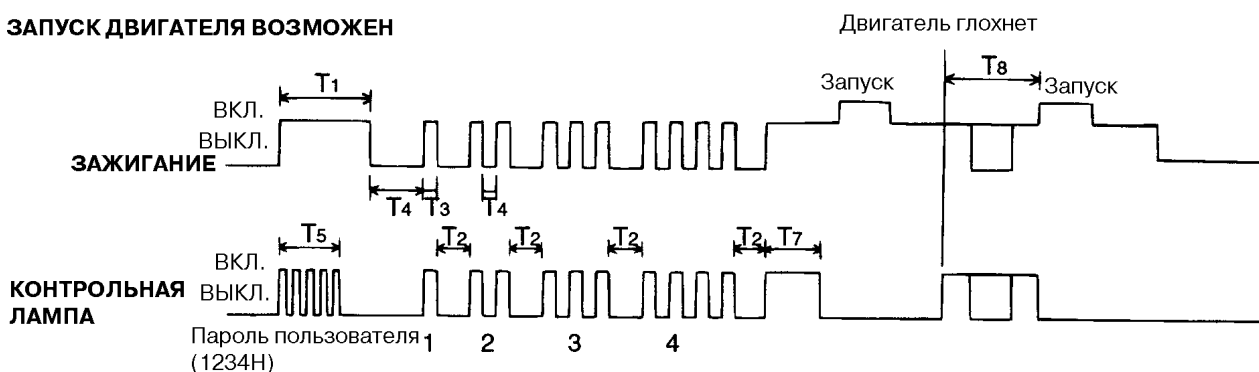 ЗАПУСК ДВИГАТЕЛЯ ВОЗМОЖЕН
Двигатель глохнет
T1
T8
Запуск
Запуск
ВКЛ.
ВЫКЛ.
ЗАЖИГАНИЕ
T4
T3
T4
T5
T2
T2
T2
T2
T7
ВКЛ.
ВЫКЛ.
КОНТРОЛЬНАЯ
ЛАМПА
Пароль пользователя
(1234H)
1
2
3
4